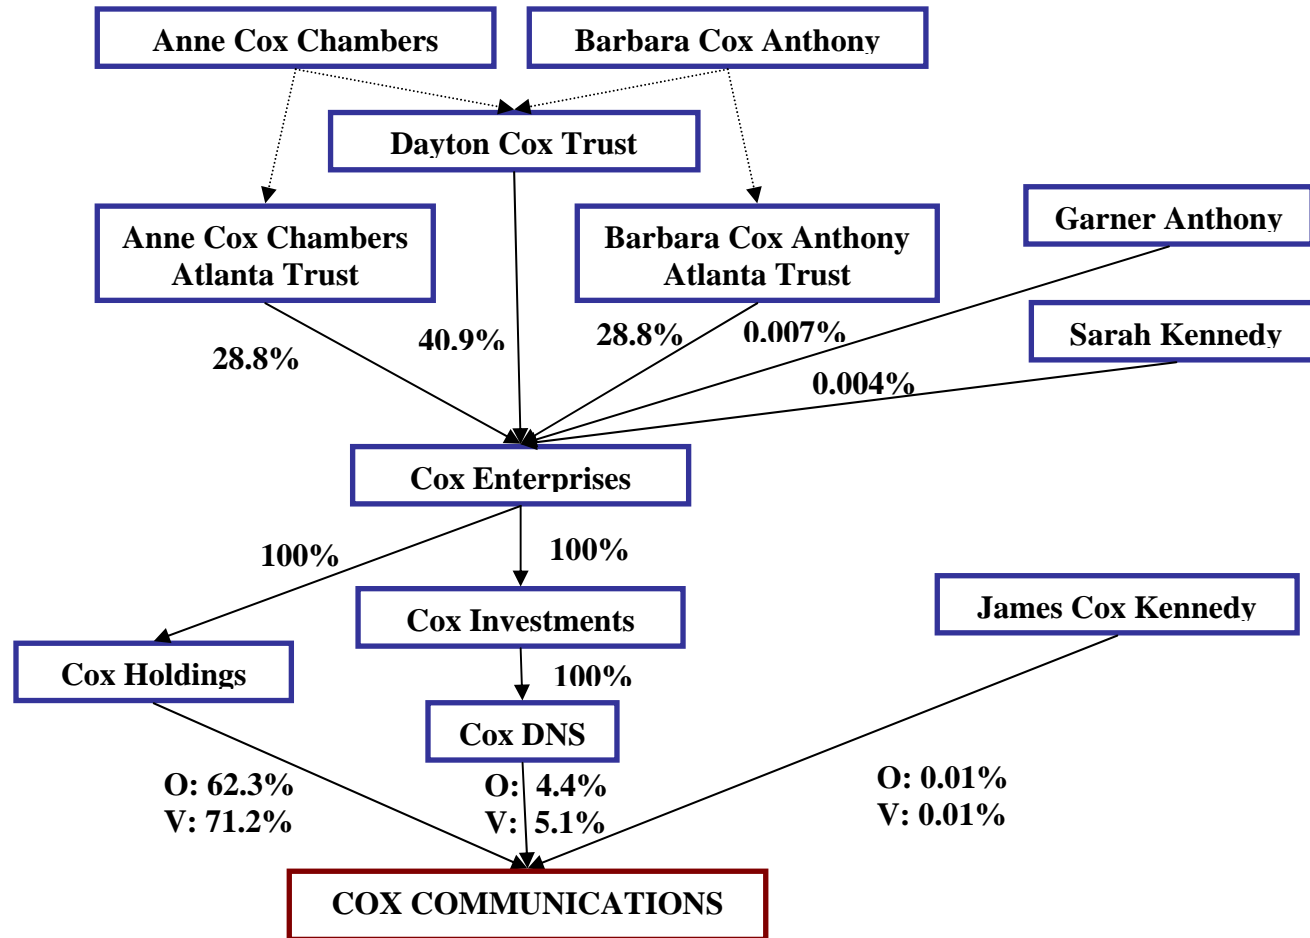 Anne Cox Chambers
Barbara Cox Anthony
Dayton Cox Trust
Anne Cox Chambers
Atlanta Trust
Barbara Cox Anthony
Atlanta Trust
Garner Anthony
Sarah Kennedy
28.8%
40.9%
28.8%
0.007%
0.004%
Cox Enterprises
100%
100%
Cox Investments
James Cox Kennedy
Cox Holdings
100%
Cox DNS
O: 62.3%
V: 71.2%
O: 4.4%
V: 5.1%
O: 0.01%
V: 0.01%
COX COMMUNICATIONS